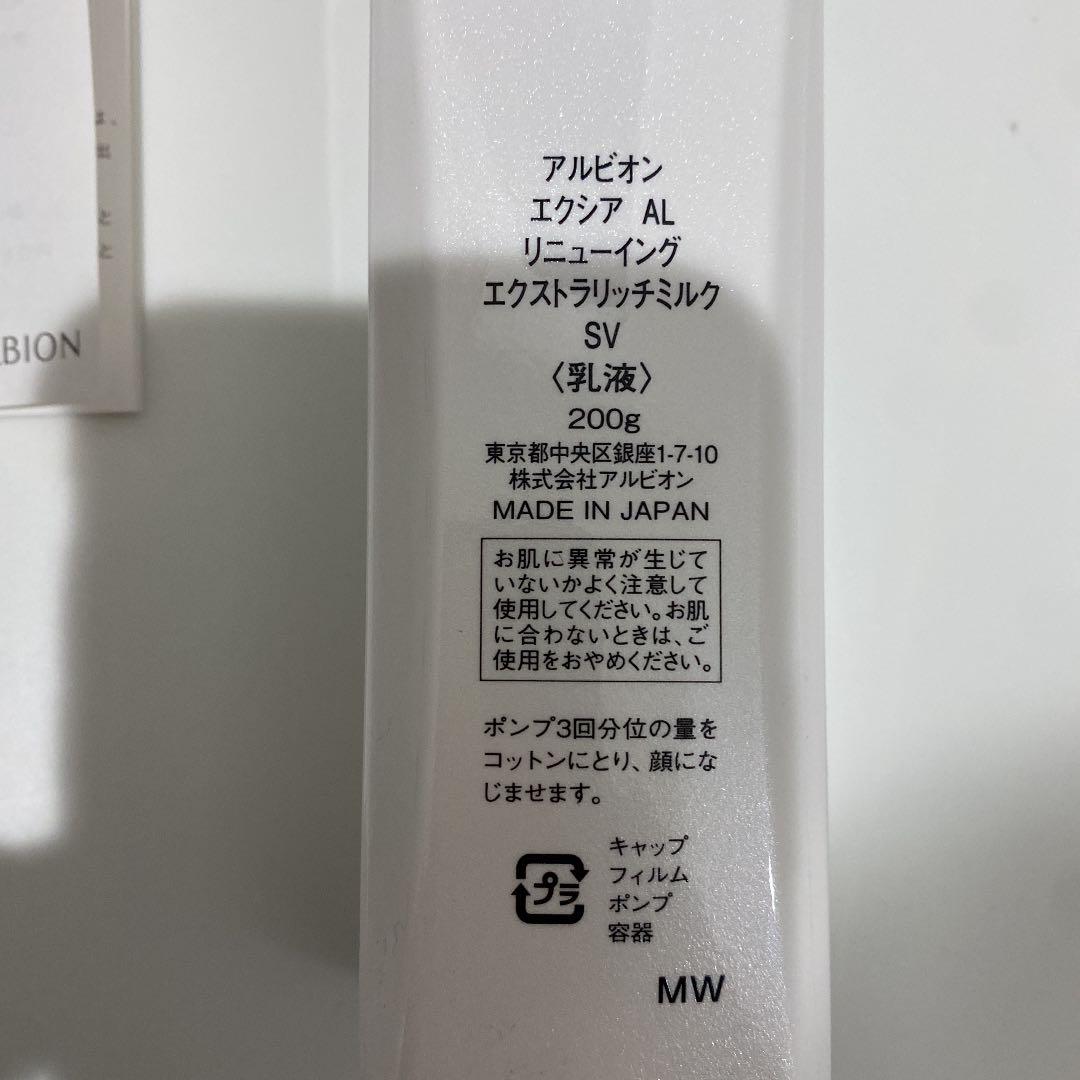 アルビオン
エクシア AL
リニューイング
エクストラリッチミルク
SV
〈乳液〉
200g
東京都中央区銀座1-7-10
株式会社アルビオン
MADE IN JAPAN
お肌に異常が生じて
いないかよく注意して
使用してください。お肌
に合わないときは、ご
使用をおやめください。
ポンプ3回分位の量を
コットンにとり、顔にな
じませます。
プラ
キャップ
フィルム
ポンプ
容器
MW
は、
出
と
と
BION